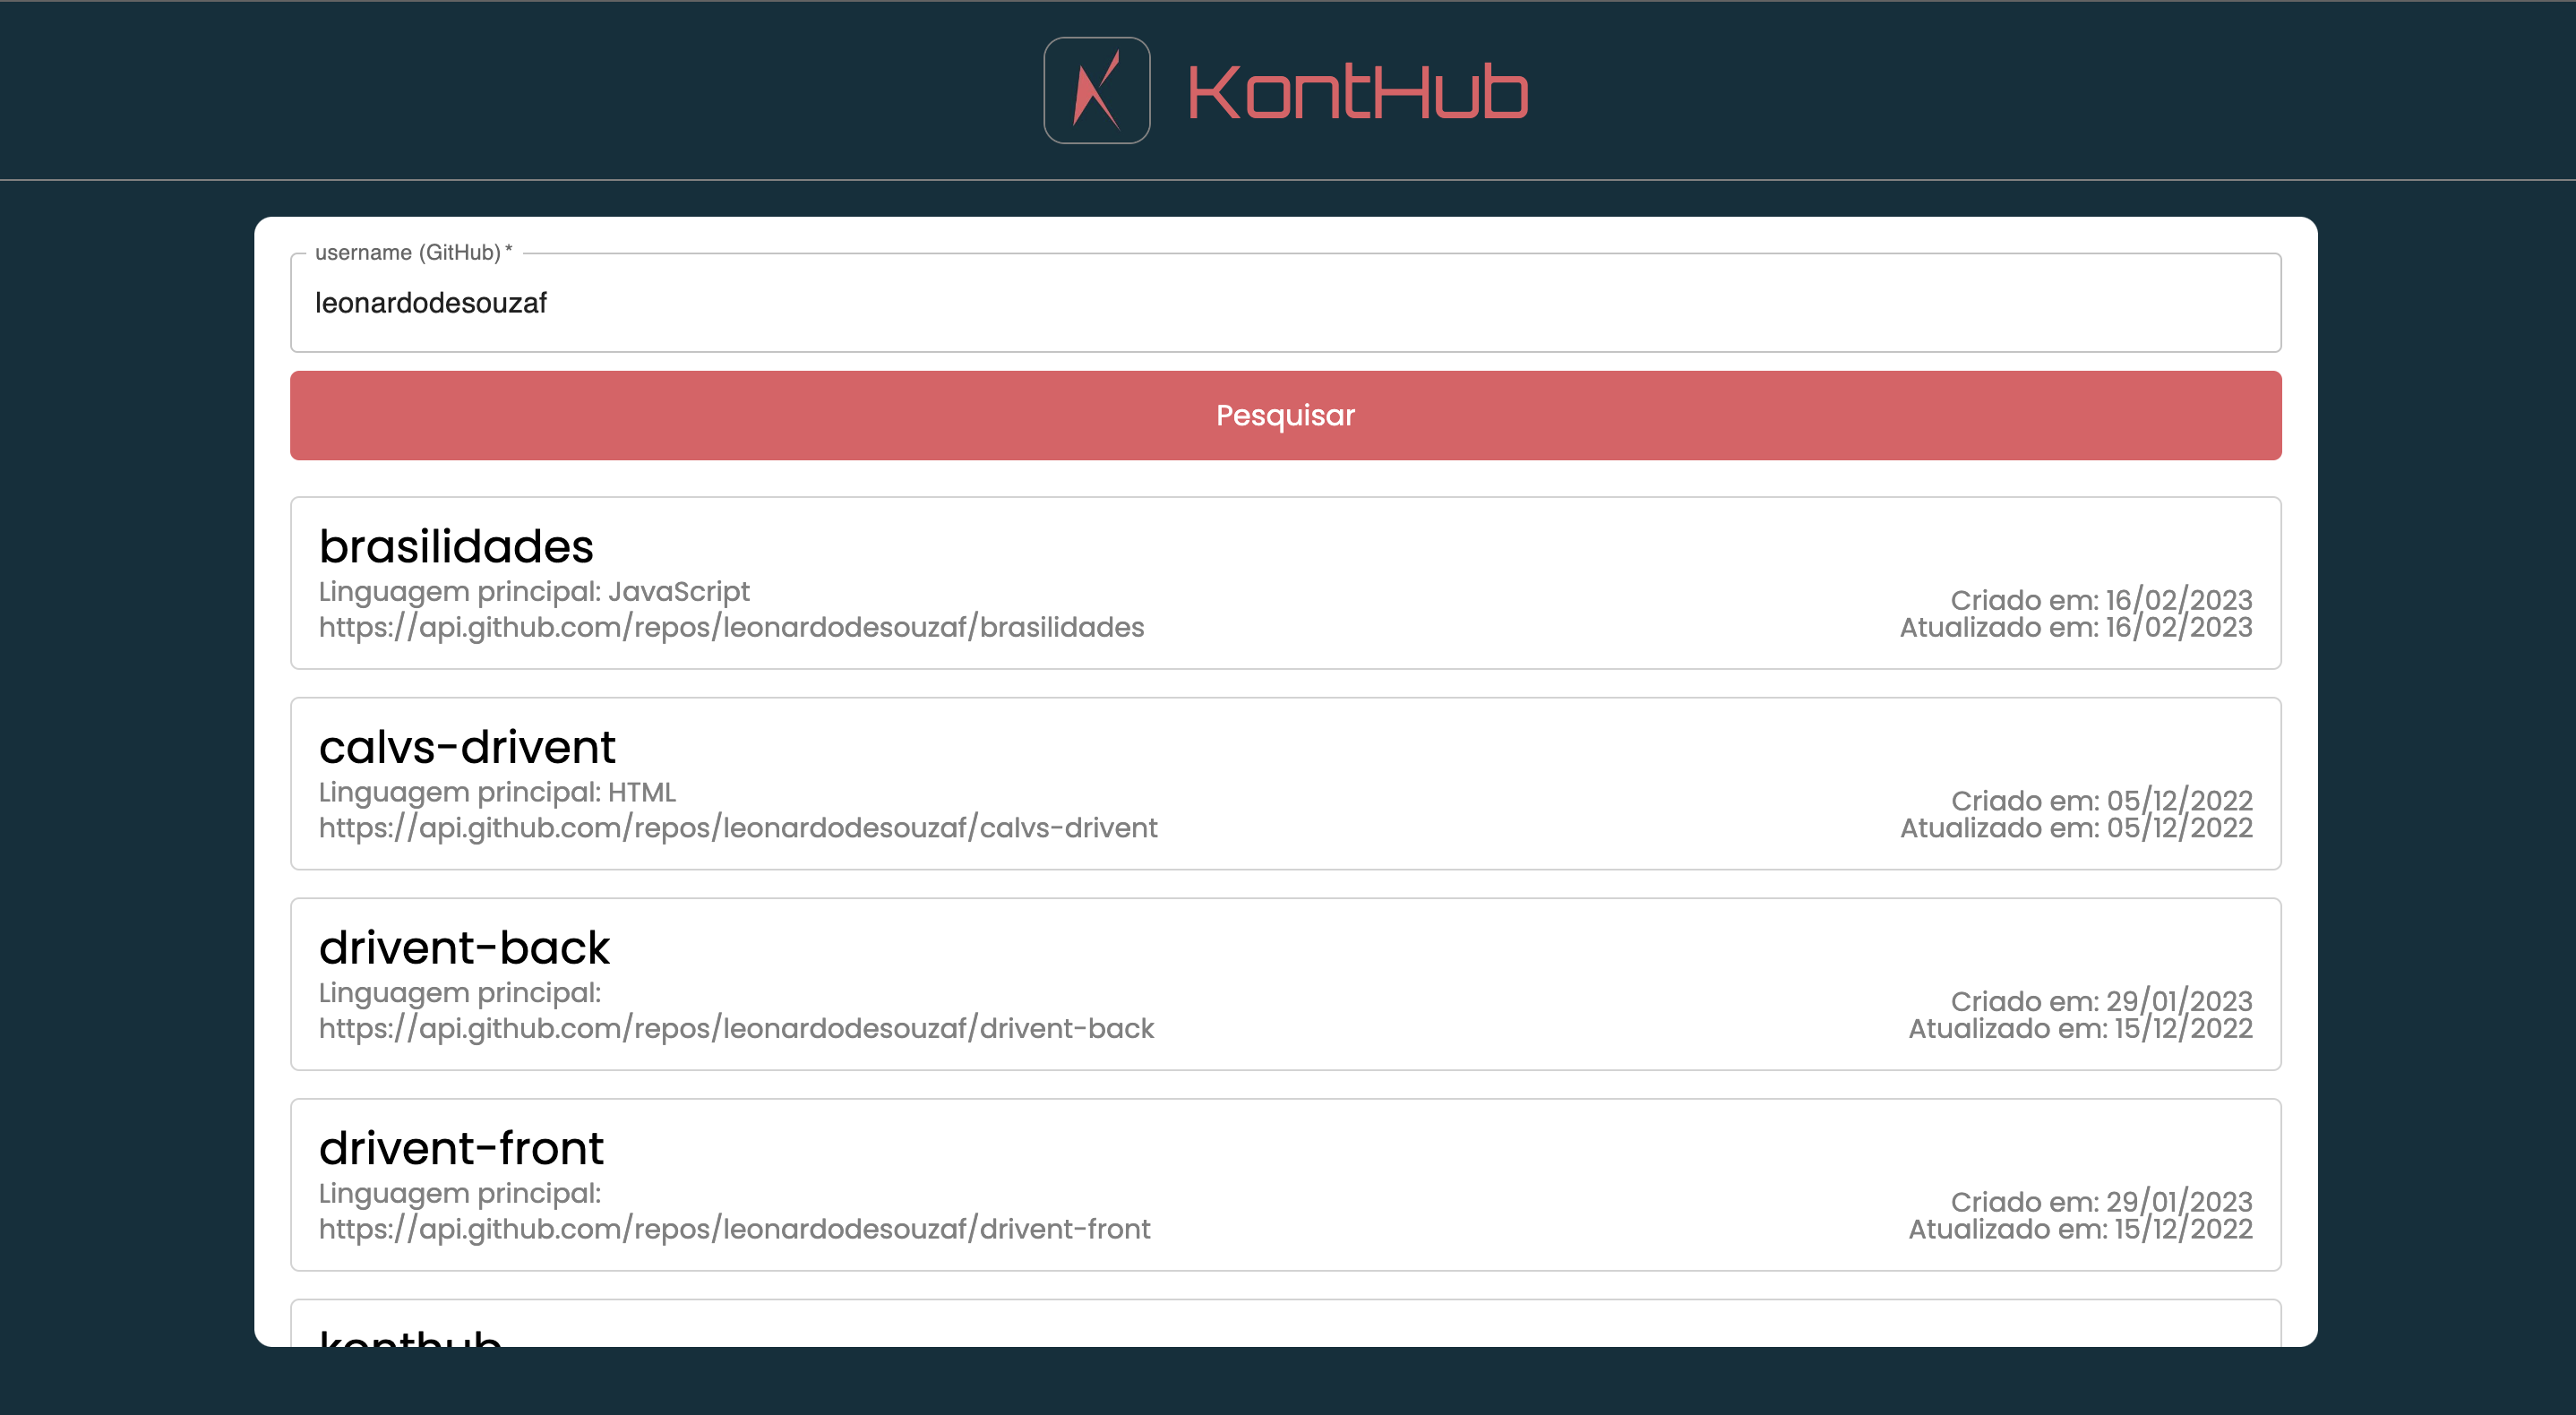 KontHub
username (GitHub) *
leonardodesouzaf
Pesquisar
brasilidades
Linguagem principal: JavaScript
https://api.github.com/repos/leonardodesouzaf/brasilidades
Criado em: 16/02/2023
Atualizado em: 16/02/2023
calvs-drivent
Linguagem principal: HTML
https://api.github.com/repos/leonardodesouzaf/calvs-drivent
Criado em: 05/12/2022
Atualizado em: 05/12/2022
drivent-back
Linguagem principal:
https://api.github.com/repos/leonardodesouzaf/drivent-back
Criado em: 29/01/2023
Atualizado em: 15/12/2022
drivent-front
Linguagem principal:
https://api.github.com/repos/leonardodesouzaf/drivent-front
Criado em: 29/01/2023
Atualizado em: 15/12/2022
konthub